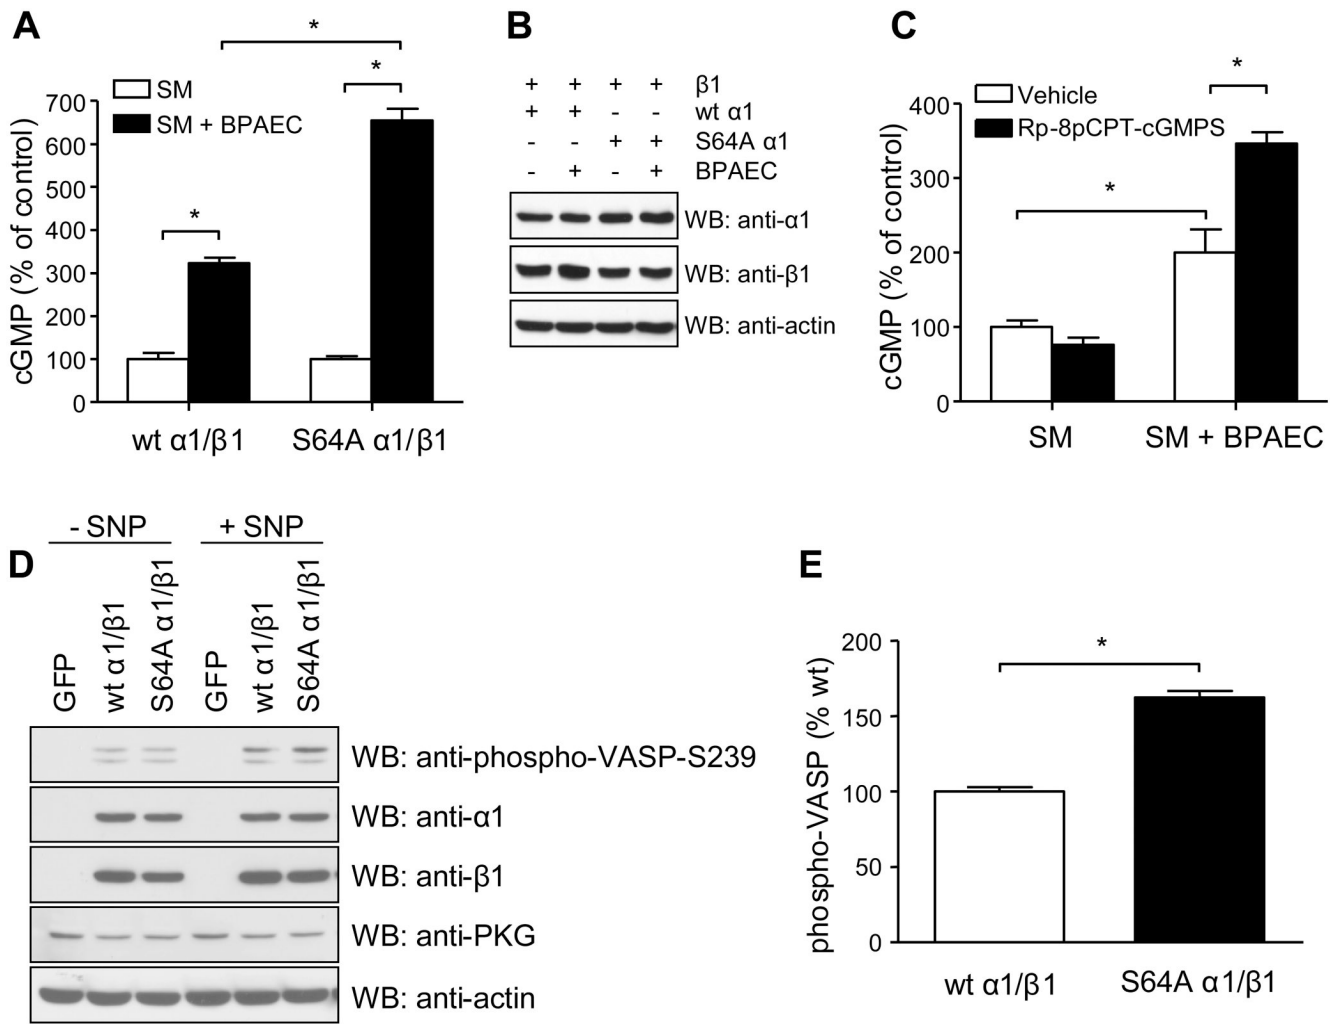 A
*
*
*
SM
SM + BPAEC
cGMP (% of control)
700
600
500
400
300
200
100
0
wt α1/β1
S64A α1/β1
B
+ + + + β1
+ + - - wt α1
- - + + S64A α1
- + - + BPAEC
WB: anti-α1
WB: anti-β1
WB: anti-actin
C
*
*
Vehicle
Rp-8pCPT-cGMPS
cGMP (% of control)
400
300
200
100
0
SM
SM + BPAEC
D
- SNP
+ SNP
GFP
wt α1/β1
S64A α1/β1
GFP
wt α1/β1
S64A α1/β1
WB: anti-phospho-VASP-S239
WB: anti-α1
WB: anti-β1
WB: anti-PKG
WB: anti-actin
E
*
phospho-VASP (% wt)
200
150
100
50
0
wt α1/β1
S64A α1/β1